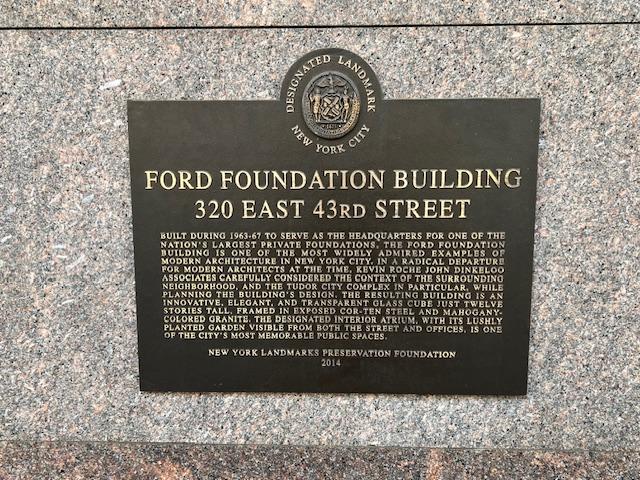 DESIGNATED LANDMARK
NEW YORK CITY
FORD FOUNDATION BUILDING
320 EAST 43RD STREET
BUILT DURING 1963-67 TO SERVE AS THE HEADQUARTERS FOR ONE OF THE
NATION'S LARGEST PRIVATE FOUNDATIONS, THE FORD FOUNDATION
BUILDING IS ONE OF THE MOST WIDELY ADMIRED EXAMPLES OF
MODERN ARCHITECTURE IN NEW YORK CITY. IN A RADICAL DEPARTURE
FOR MODERN ARCHITECTS AT THE TIME, KEVIN ROCHE JOHN DINKELOO
ASSOCIATES CAREFULLY CONSIDERED THE CONTEXT OF THE SURROUNDING
NEIGHBORHOOD, AND THE TUDOR CITY COMPLEX IN PARTICULAR, WHILE
PLANNING THE BUILDING'S DESIGN. THE RESULTING BUILDING IS AN
INNOVATIVE, ELEGANT, AND TRANSPARENT GLASS CUBE JUST TWELVE
STORIES TALL, FRAMED IN EXPOSED COR-TEN STEEL AND MAHOGANY-
COLORED GRANITE. THE DESIGNATED INTERIOR ATRIUM, WITH ITS LUSHLY
PLANTED GARDEN VISIBLE FROM BOTH THE STREET AND OFFICES, IS ONE
OF THE CITY'S MOST MEMORABLE PUBLIC SPACES.
NEW YORK LANDMARKS PRESERVATION FOUNDATION
2014